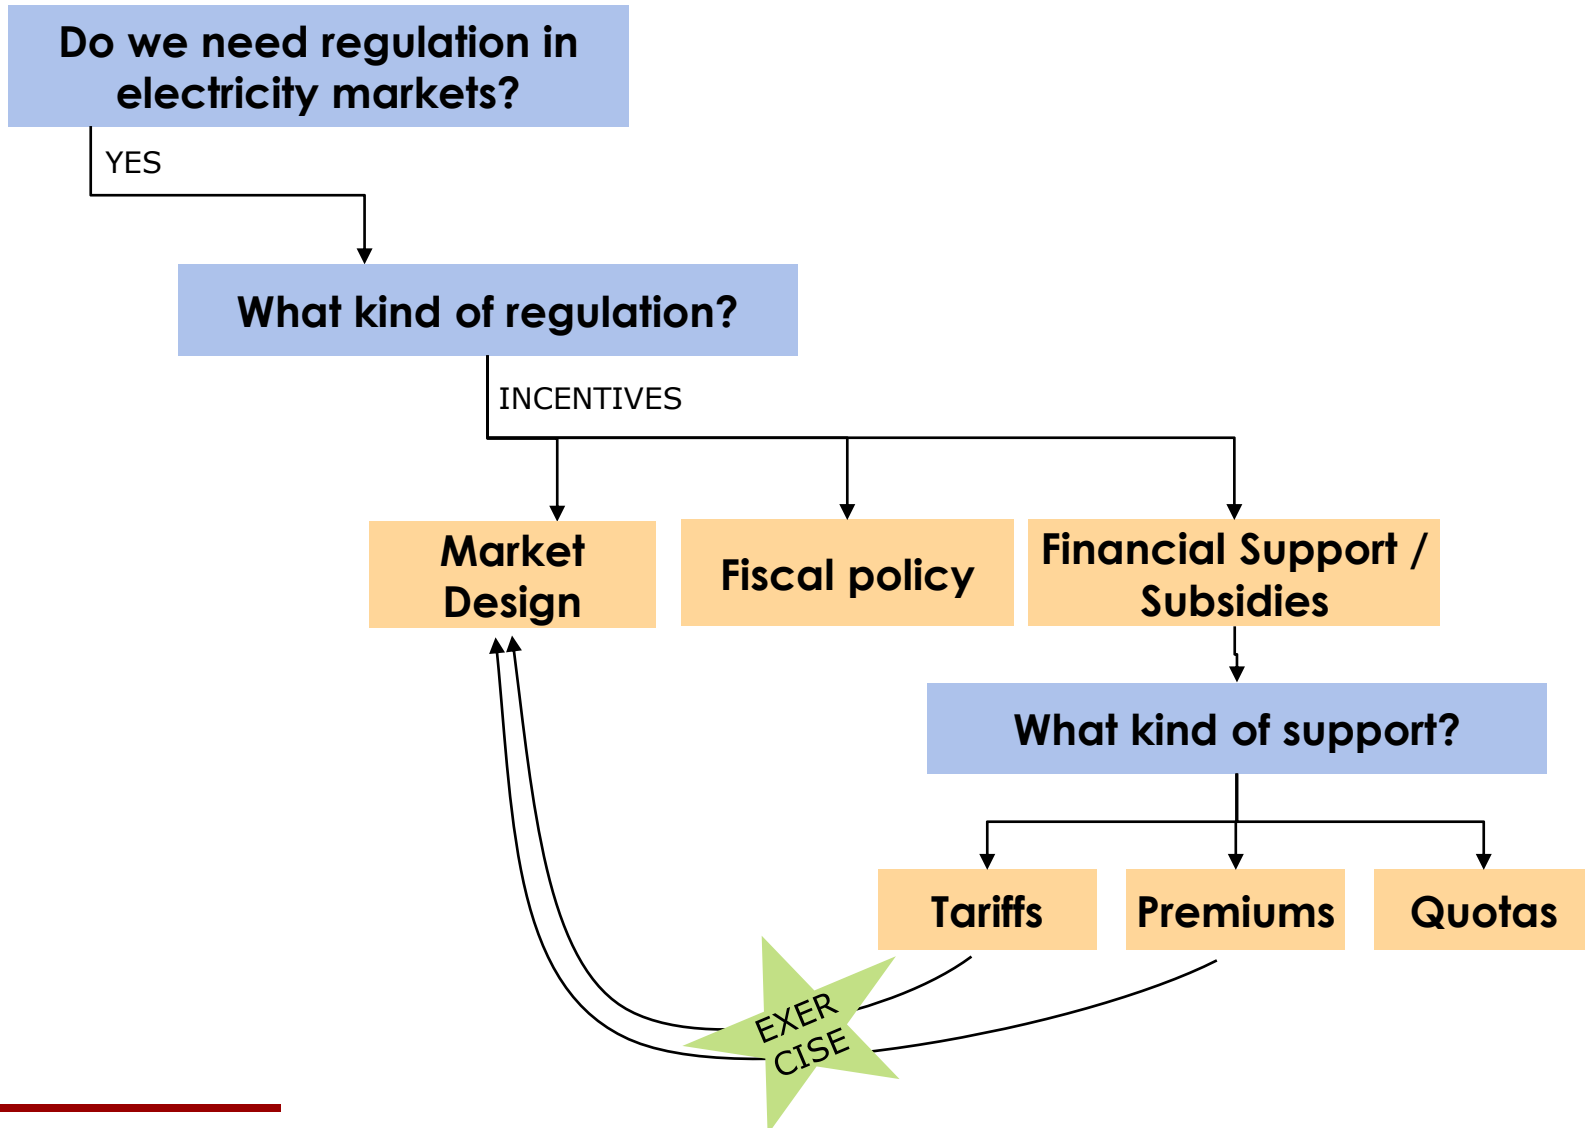 Do we need regulation in
electricity markets?
YES
What kind of regulation?
INCENTIVES
Market
Design
Fiscal policy
Financial Support /
Subsidies
What kind of support?
Tariffs
Premiums
Quotas
EXER
CISE